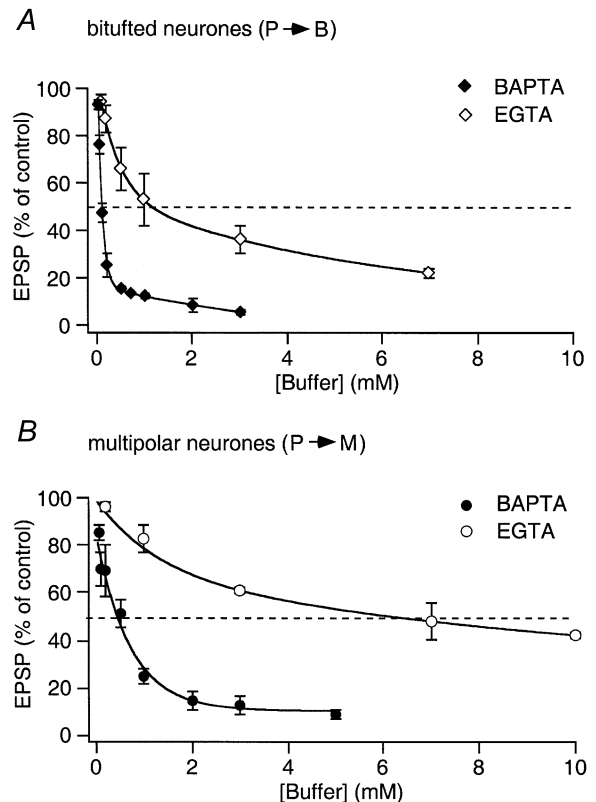 A
bitufted neurones (P → B)
BAPTA
EGTA
EPSP (% of control)
100
80
60
40
20
0
0 2 4 6 8 10
[Buffer] (mM)
B
multipolar neurones (P → M)
BAPTA
EGTA
EPSP (% of control)
100
80
60
40
20
0
0 2 4 6 8 10
[Buffer] (mM)